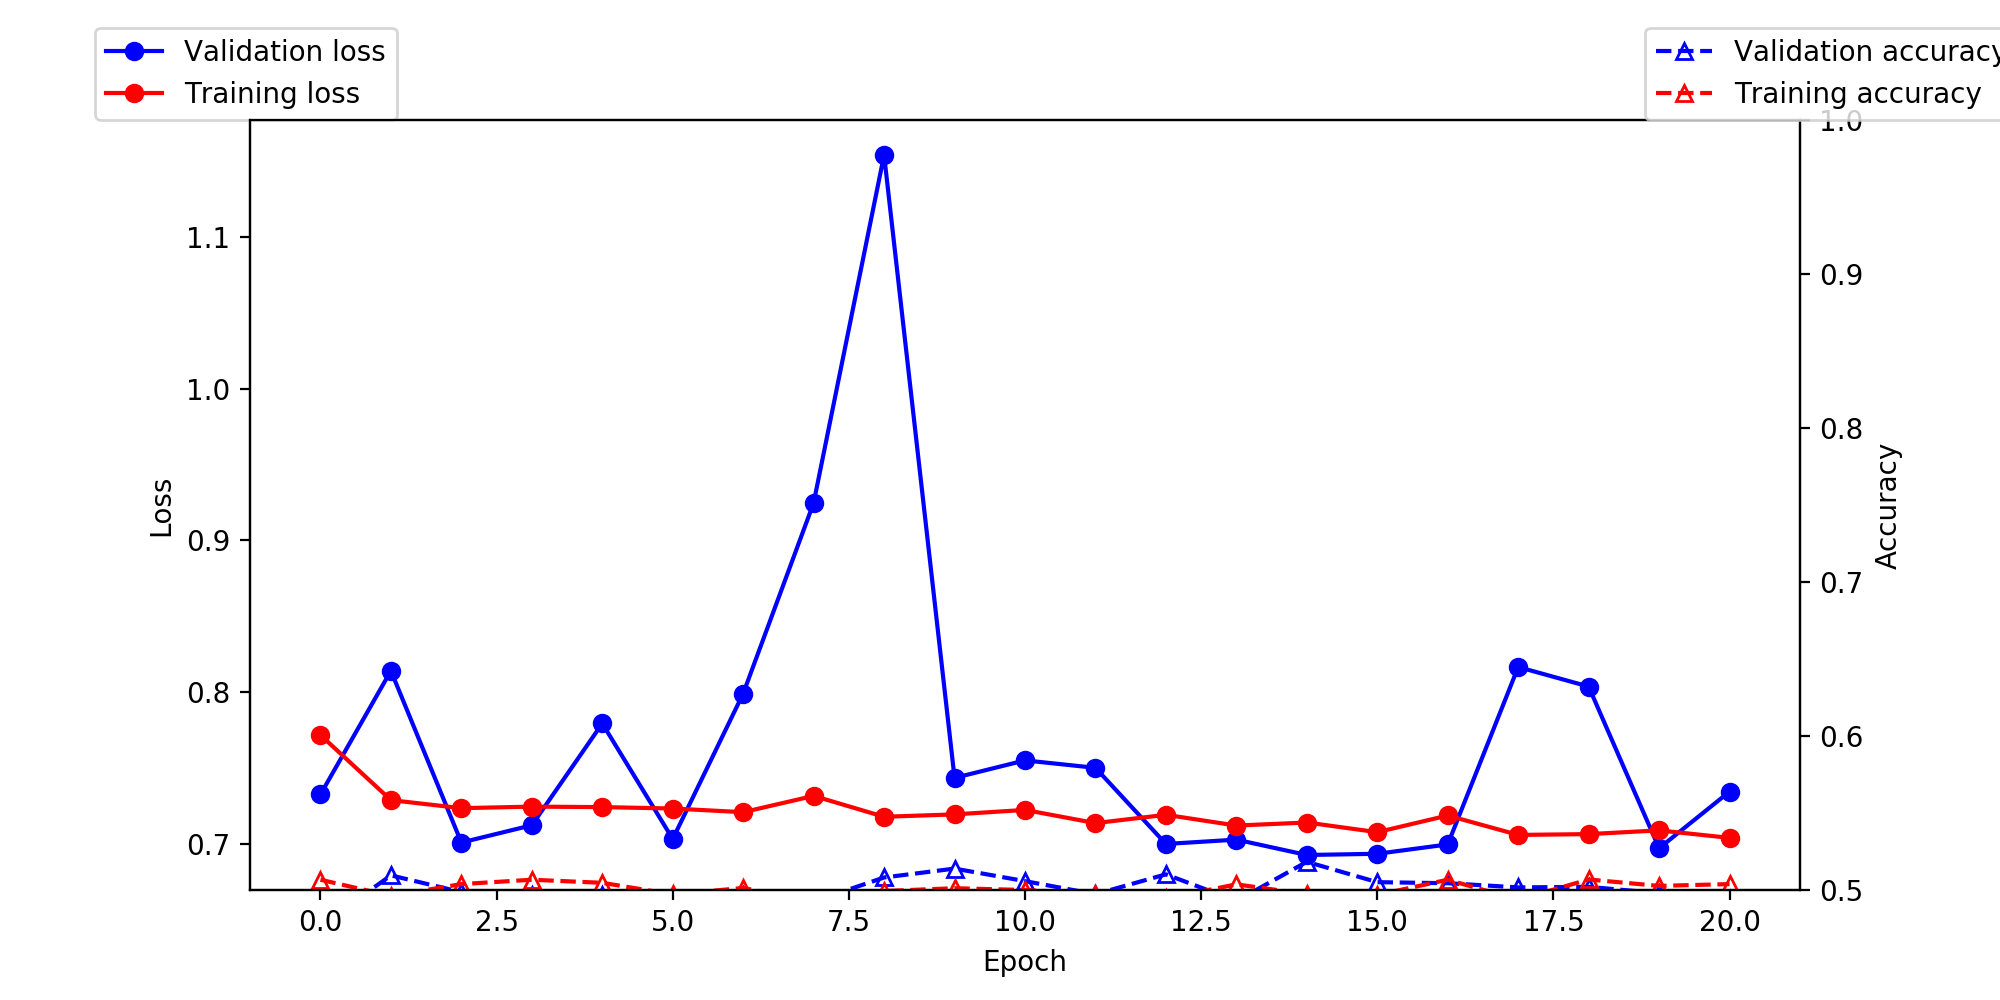 Validation loss
Training loss
Validation accuracy
Training accuracy
1.1
1.0
0.9
0.8
0.7
Loss
1.0
0.9
0.8
0.7
0.6
0.5
Accuracy
0.0 2.5 5.0 7.5 10.0 12.5 15.0 17.5 20.0
Epoch